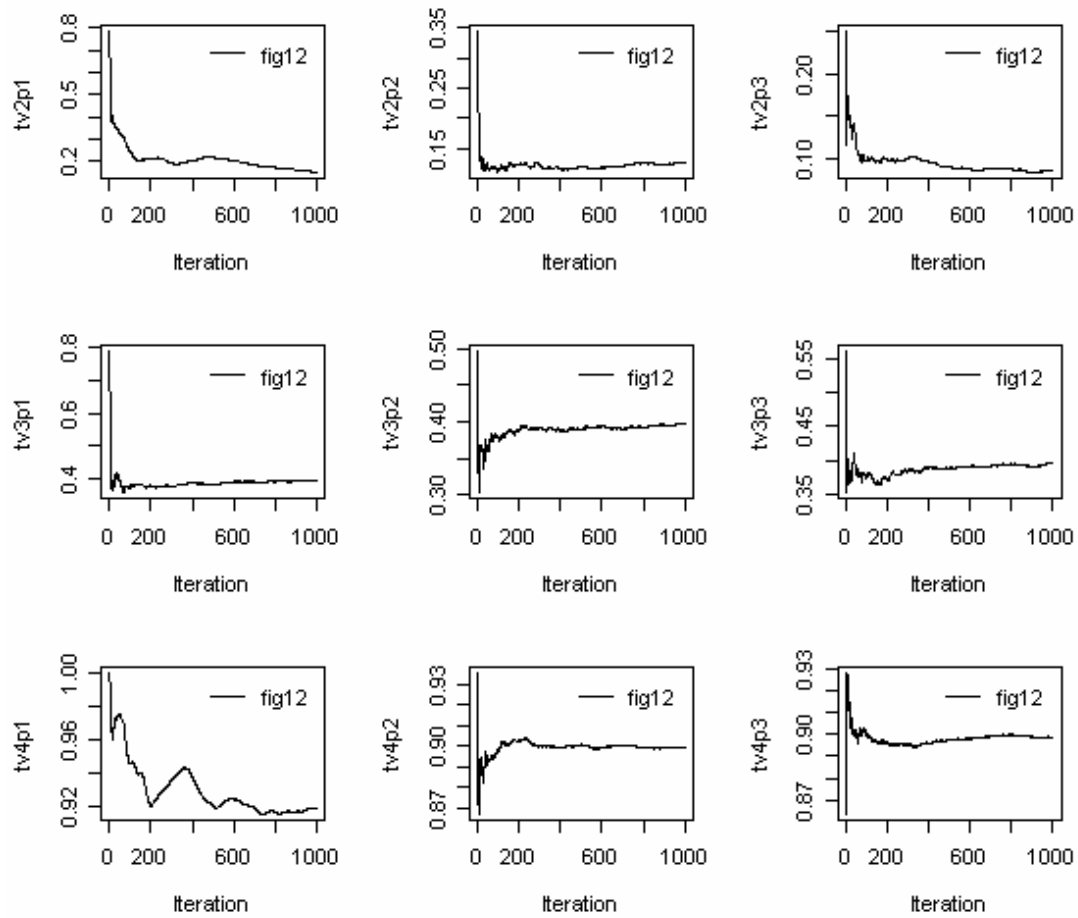 tv2p1
0.2 0.5 0.8
fig12
0 200 600 1000
Iteration
tv2p2
0.15 0.25 0.35
fig12
0 200 600 1000
Iteration
tv2p3
0.10 0.20
fig12
0 200 600 1000
Iteration
tv3p1
0.4 0.6 0.8
fig12
0 200 600 1000
Iteration
tv3p2
0.30 0.40 0.50
fig12
0 200 600 1000
Iteration
tv3p3
0.35 0.45 0.55
fig12
0 200 600 1000
Iteration
tv4p1
0.92 0.96 1.00
fig12
0 200 600 1000
Iteration
tv4p2
0.87 0.90 0.93
fig12
0 200 600 1000
Iteration
tv4p3
0.87 0.90 0.93
fig12
0 200 600 1000
Iteration